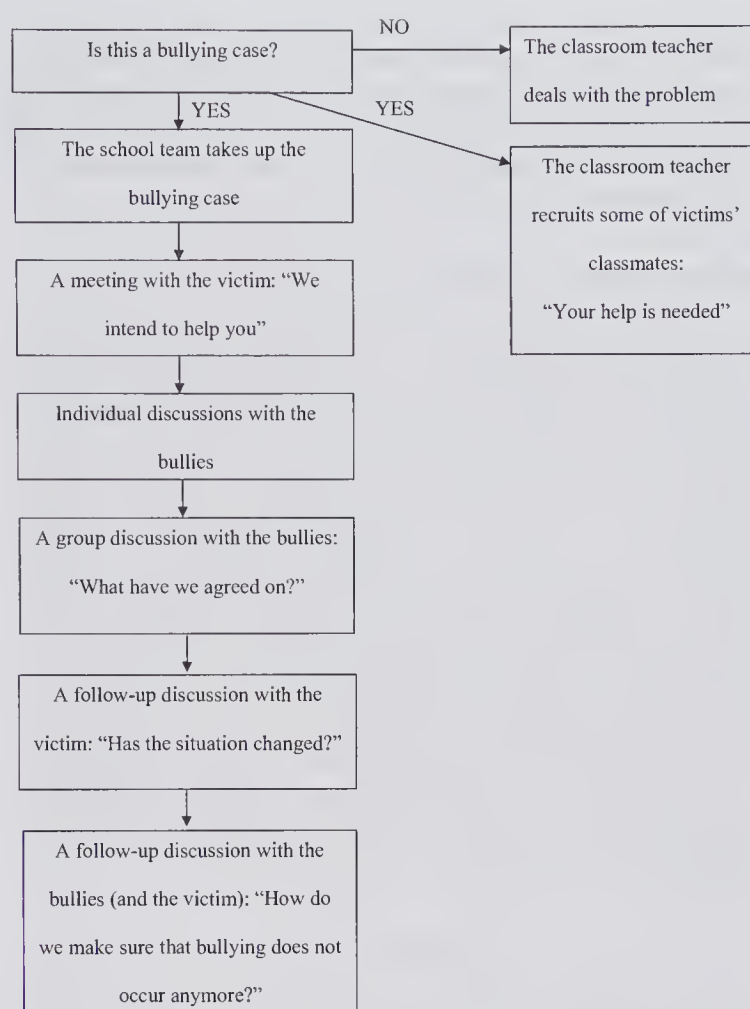 Is this a bullying case?
NO
The classroom teacher
deals with the problem
YES
YES
The school team takes up the
bullying case
The classroom teacher
recruits some of victims’
classmates:
“Your help is needed”
A meeting with the victim: “We
intend to help you”
Individual discussions with the
bullies
A group discussion with the bullies:
“What have we agreed on?”
A follow-up discussion with the
victim: “Has the situation changed?”
A follow-up discussion with the
bullies (and the victim): “How do
we make sure that bullying does not
occur anymore?”